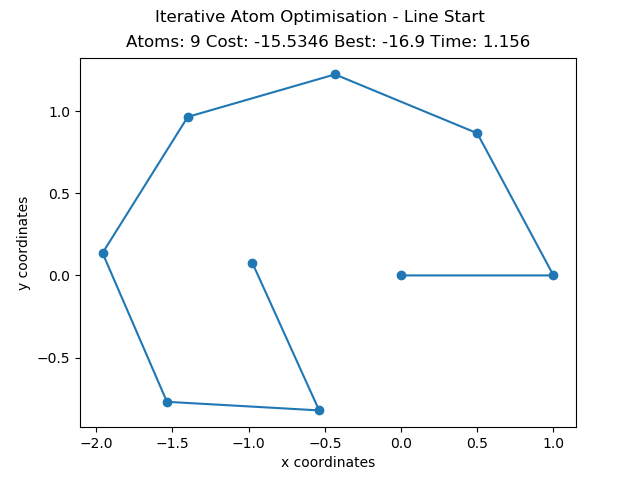 Iterative Atom Optimisation - Line Start
Atoms: 9 Cost: -15.5346 Best: -16.9 Time: 1.156
1.0
0.5
0.0
−0.5
y coordinates
−2.0 −1.5 −1.0 −0.5 0.0 0.5 1.0
x coordinates